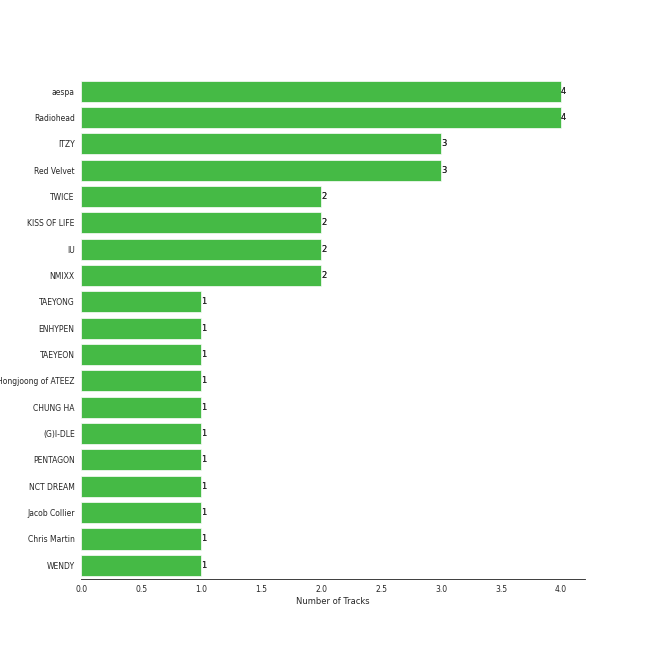 aespa 4
Radiohead 4
ITZY 3
Red Velvet 3
TWICE 2
KISS OF LIFE 2
IU 2
NMIXX 2
TAEYONG 1
ENHYPEN 1
TAEYEON 1
Hongjoong of ATEEZ 1
CHUNG HA 1
(G)I-DLE 1
PENTAGON 1
NCT DREAM 1
Jacob Collier 1
Chris Martin 1
WENDY 1
0.0 0.5 1.0 1.5 2.0 2.5 3.0 3.5 4.0
Number of Tracks